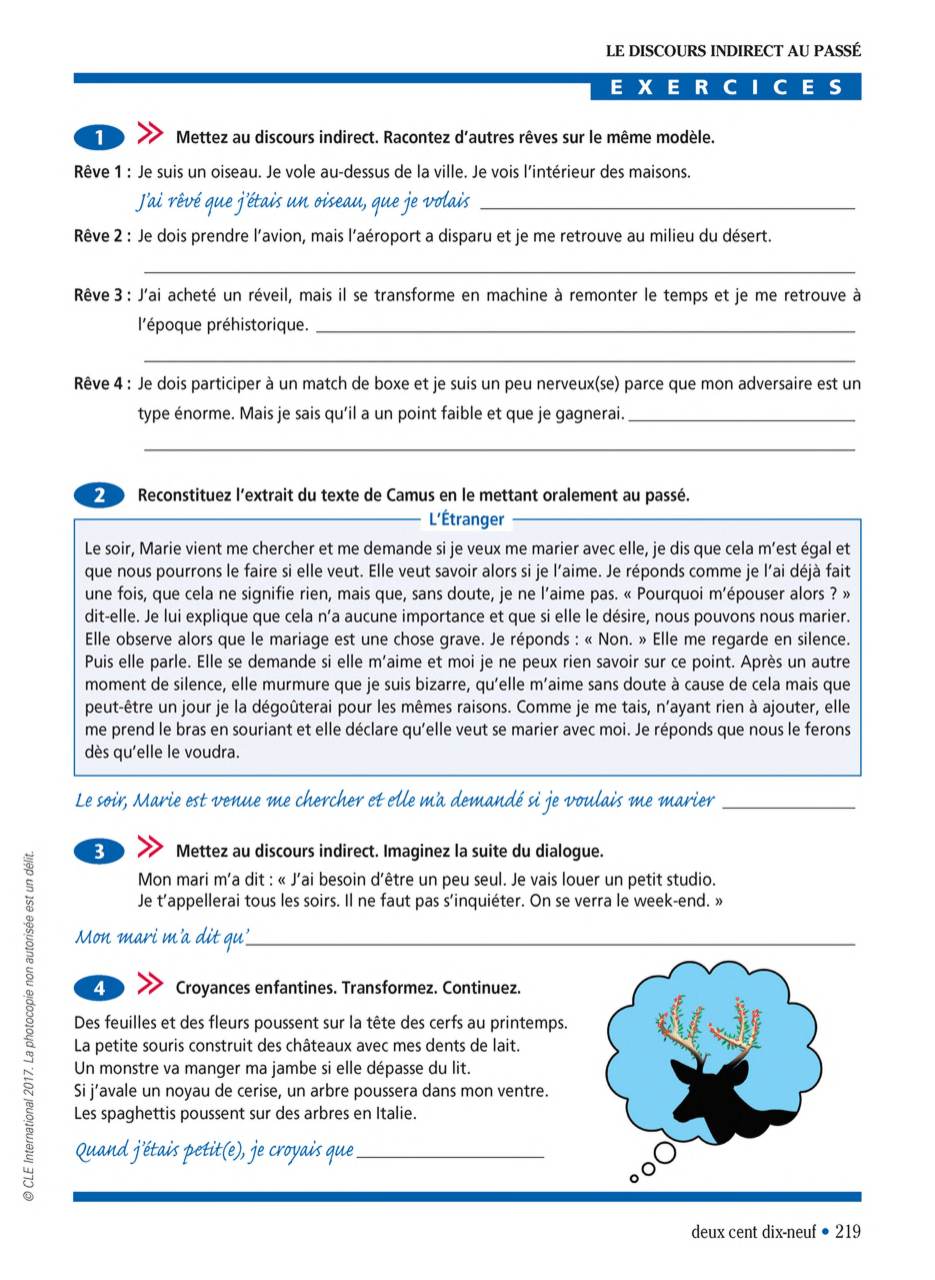 LE DISCOURS INDIRECT AU PASSÉ
EXERCICES
1 Mettez au discours indirect. Racontez d'autres rêves sur le même modèle.
Rêve 1 : Je suis un oiseau. Je vole au-dessus de la ville. Je vois l'intérieur des maisons.
J'ai rêvé que j'étais un oiseau, que je volais
Rêve 2 : Je dois prendre l'avion, mais l'aéroport a disparu et je me retrouve au milieu du désert.
Rêve 3 : J'ai acheté un réveil, mais il se transforme en machine à remonter le temps et je me retrouve à
l'époque préhistorique.
Rêve 4 : Je dois participer à un match de boxe et je suis un peu nerveux(se) parce que mon adversaire est un
type énorme. Mais je sais qu'il a un point faible et que je gagnerai.
2 Reconstituez l'extrait du texte de Camus en le mettant oralement au passé.
L'Étranger
Le soir, Marie vient me chercher et me demande si je veux me marier avec elle, je dis que cela m'est égal et
que nous pourrons le faire si elle veut. Elle veut savoir alors si je l'aime. Je réponds comme je l'ai déjà fait
une fois, que cela ne signifie rien, mais que, sans doute, je ne l'aime pas. « Pourquoi m'épouser alors ? »
dit-elle. Je lui explique que cela n'a aucune importance et que si elle le désire, nous pouvons nous marier.
Elle observe alors que le mariage est une chose grave. Je réponds : « Non. » Elle me regarde en silence.
Puis elle parle. Elle se demande si elle m'aime et moi je ne peux rien savoir sur ce point. Après un autre
moment de silence, elle murmure que je suis bizarre, qu'elle m'aime sans doute à cause de cela mais que
peut-être un jour je la dégoûterai pour les mêmes raisons. Comme je me tais, n'ayant rien à ajouter, elle
me prend le bras en souriant et elle déclare qu'elle veut se marier avec moi. Je réponds que nous le ferons
dès qu'elle le voudra.
Le soir, Marie est venue me chercher et elle m'a demandé si je voulais me marier
3 Mettez au discours indirect. Imaginez la suite du dialogue.
Mon mari m'a dit : « J'ai besoin d'être un peu seul. Je vais louer un petit studio.
Je t'appellerai tous les soirs. Il ne faut pas s'inquiéter. On se verra le week-end. »
Mon mari m'a dit qu'
4 Croyances enfantines. Transformez. Continuez.
Des feuilles et des fleurs poussent sur la tête des cerfs au printemps.
La petite souris construit des châteaux avec mes dents de lait.
Un monstre va manger ma jambe si elle dépasse du lit.
Si j'avale un noyau de cerise, un arbre poussera dans mon ventre.
Les spaghettis poussent sur des arbres en Italie.
Quand j'étais petit(e), je croyais que
© CLE International 2017. La photocopie non autorisée est un délit.
deux cent dix-neuf • 219